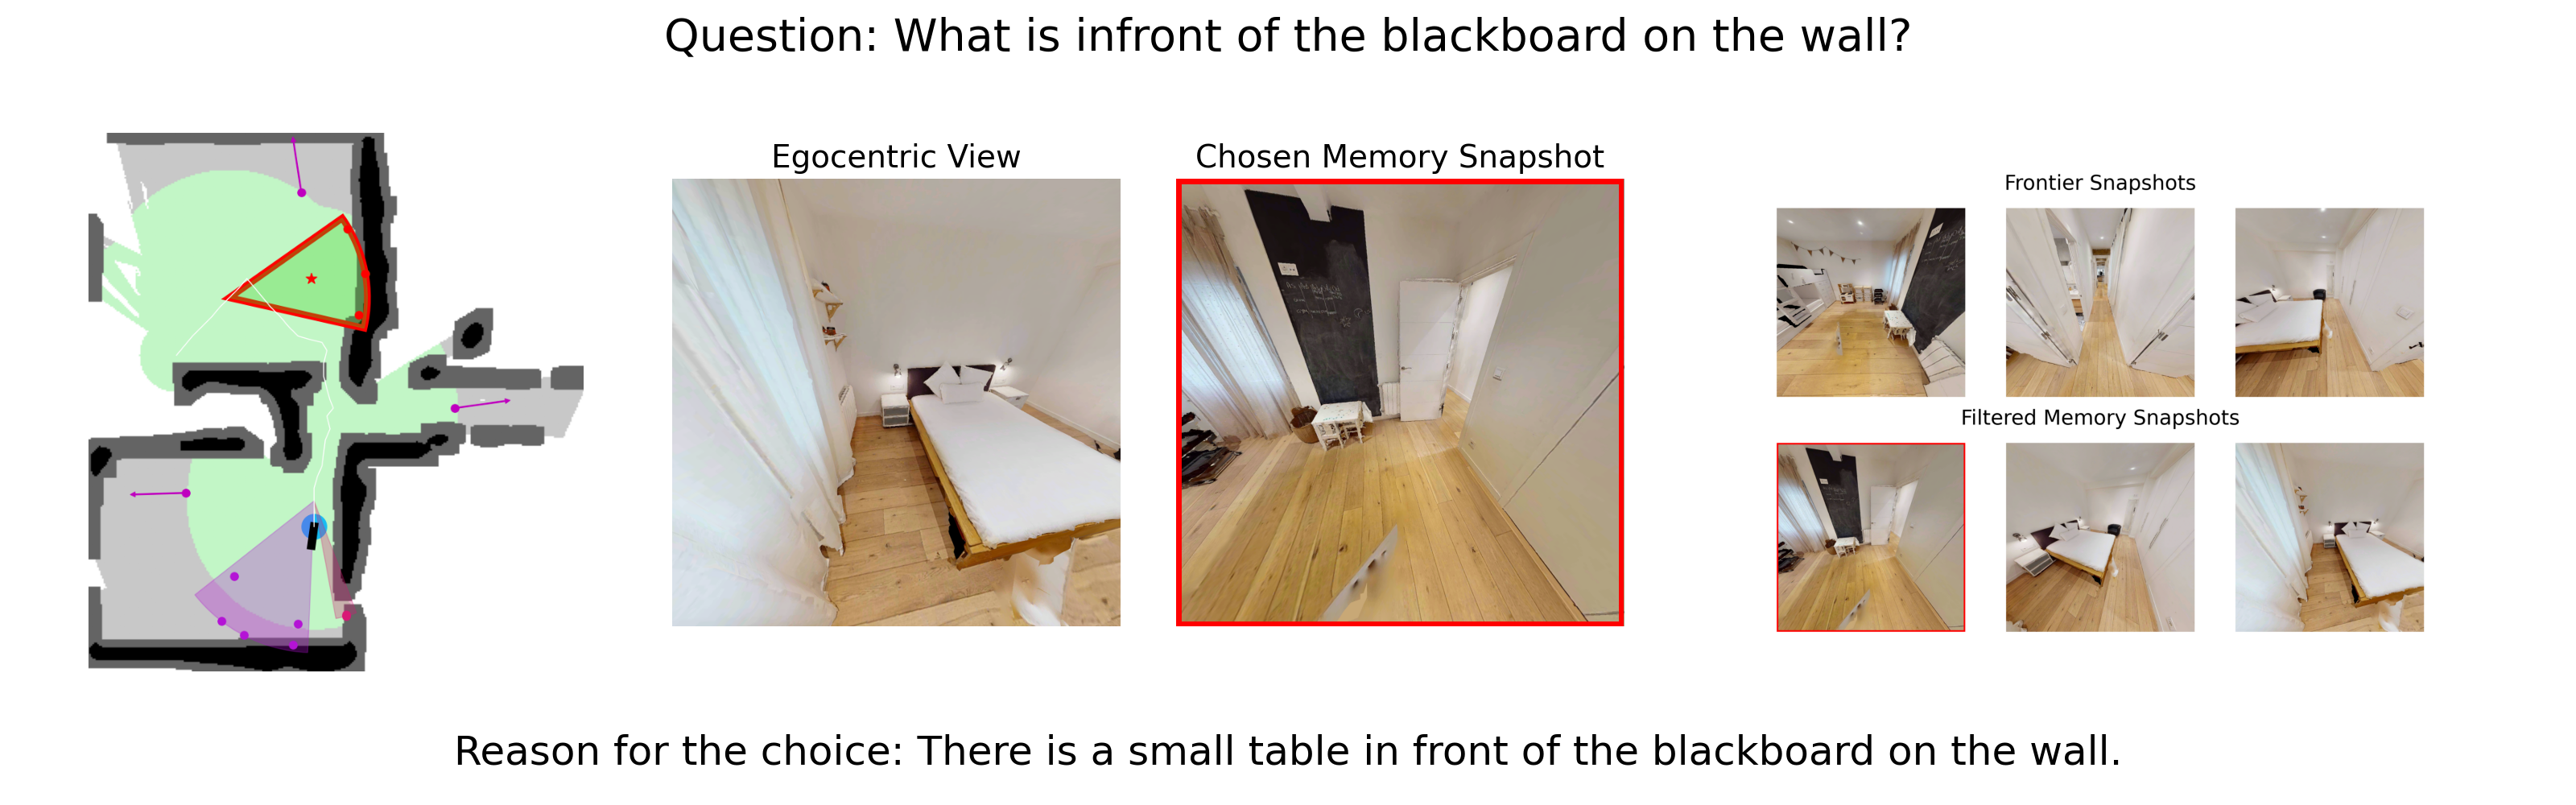 Question: What is infront of the blackboard on the wall?
Egocentric View
Chosen Memory Snapshot
Frontier Snapshots
Filtered Memory Snapshots
Reason for the choice: There is a small table in front of the blackboard on the wall.